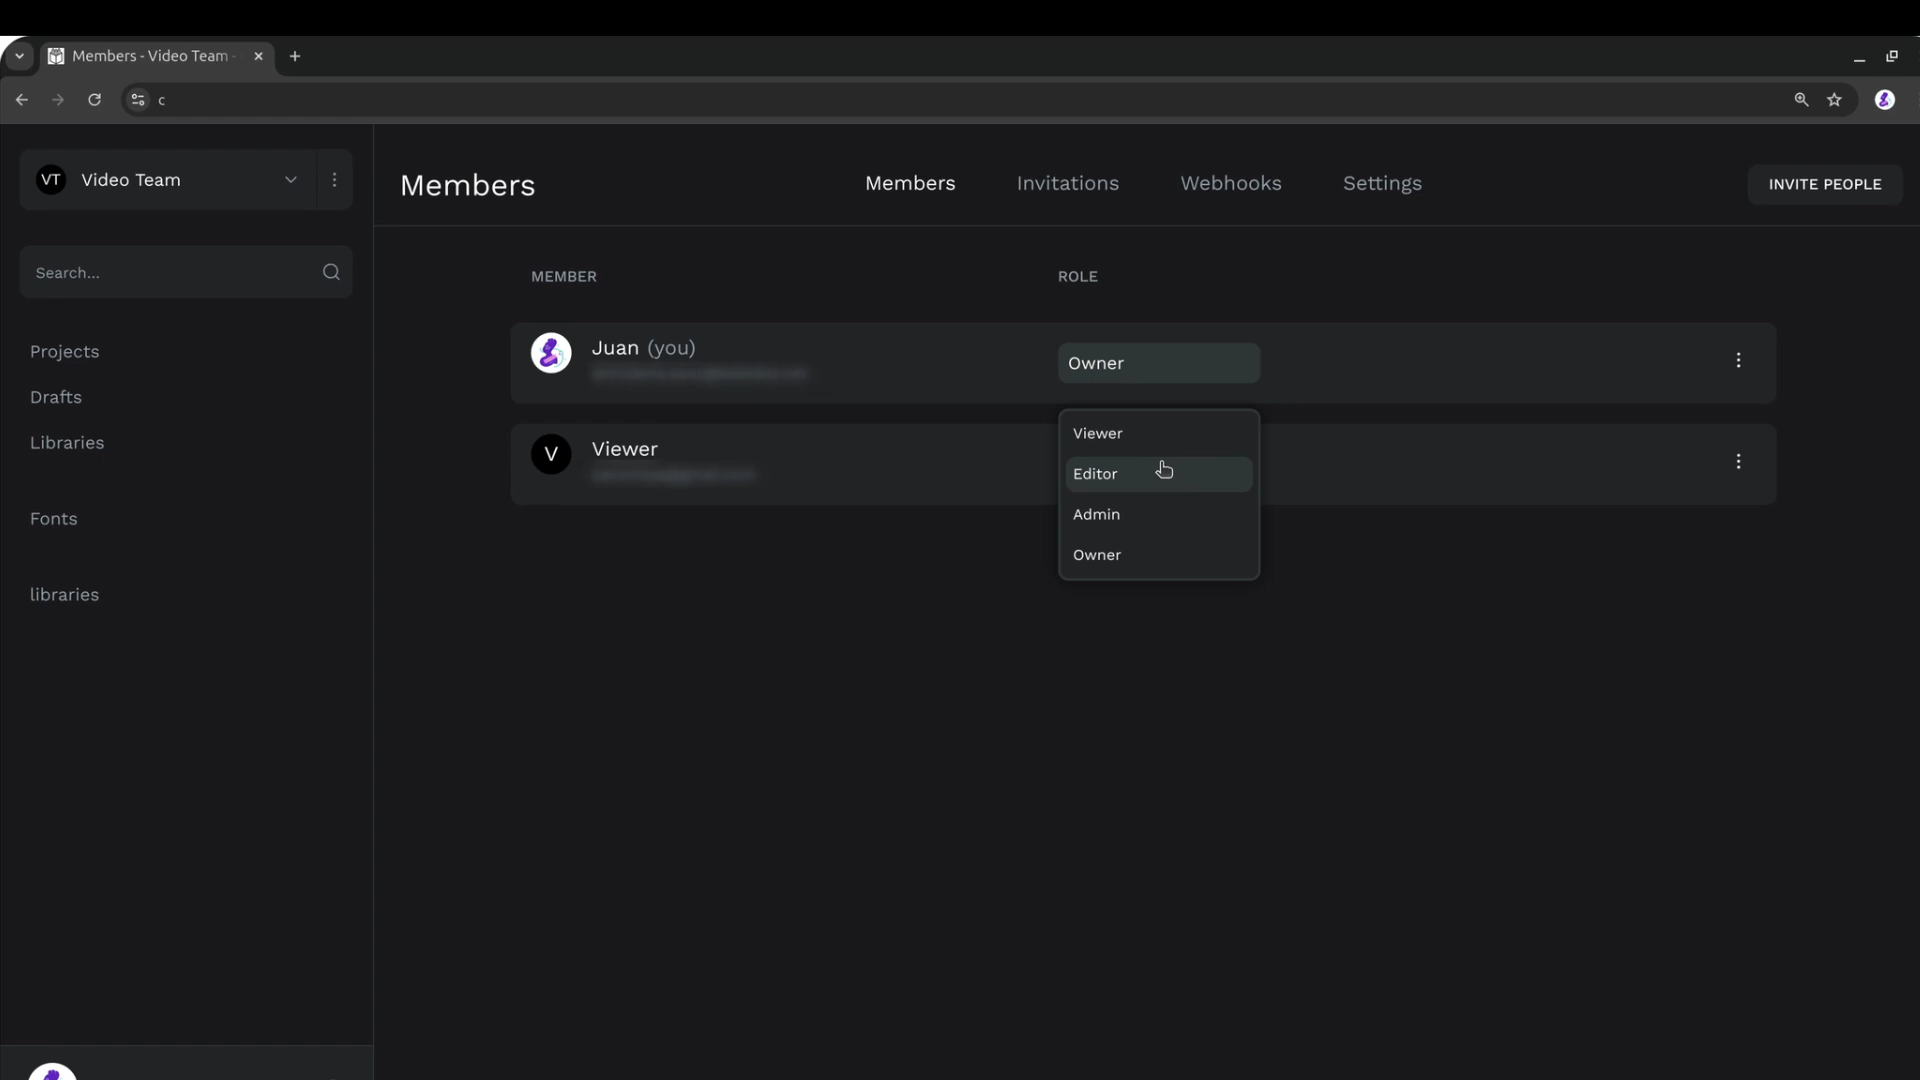 Members - Video Team -
c
VT Video Team
Members
Members
Invitations
Webhooks
Settings
INVITE PEOPLE
Search...
Projects
Drafts
Libraries
Fonts
libraries
MEMBER
ROLE
Juan (you)
Owner
V
Viewer
Viewer
Editor
Admin
Owner